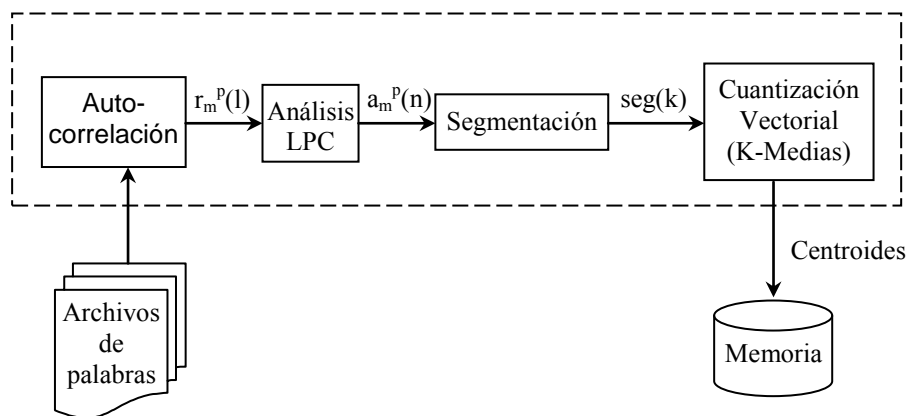 Auto-
correlación
r_m^p(l)
Análisis
LPC
a_m^p(n)
Segmentación
seg(k)
Cuantización
Vectorial
(K-Medias)
Centroides
Archivos
de
palabras
Memoria